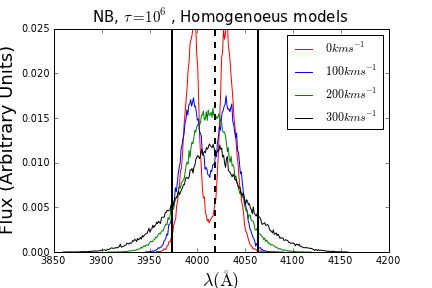 NB, τ=10⁶ , Homogenoeus models
Flux (Arbitrary Units)
0.025
0.020
0.015
0.010
0.005
0.000
0kms⁻¹
100kms⁻¹
200kms⁻¹
300kms⁻¹
3850 3900 3950 4000 4050 4100 4150 4200
λ(Å)